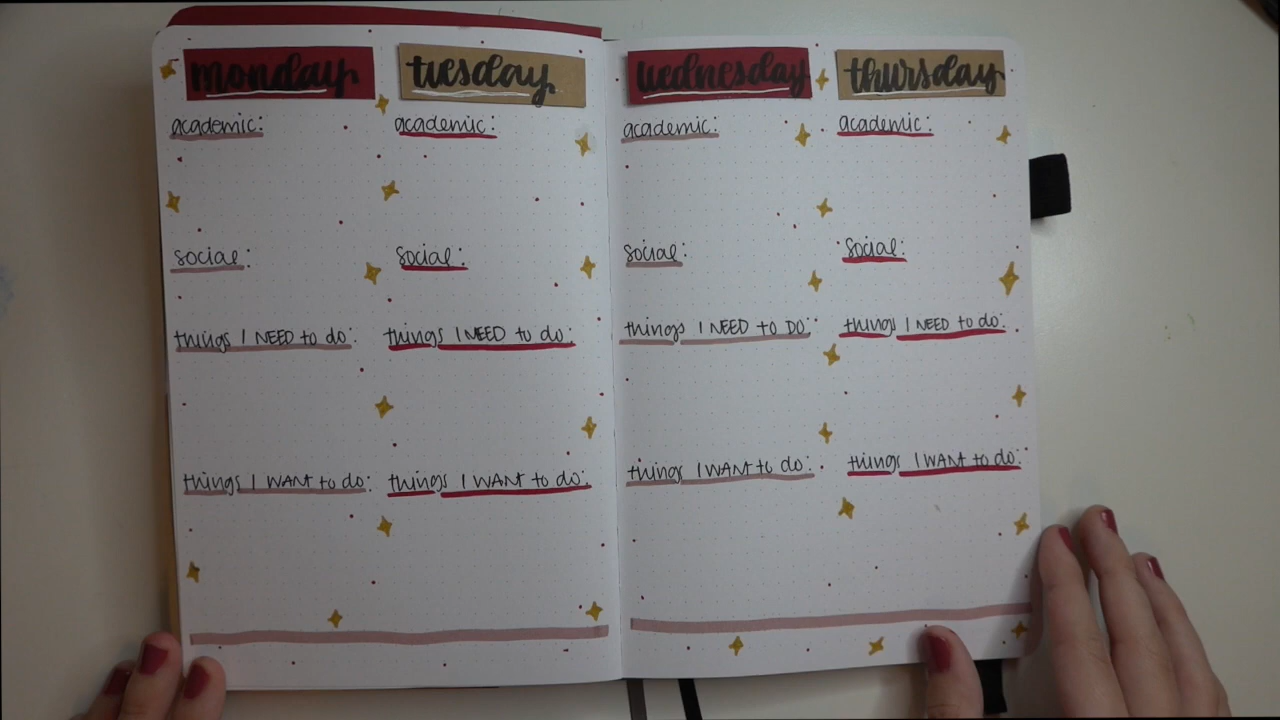 monday
academic:
social:
things I NEED to do:
things I WANT to do:
tuesday
academic:
social:
things I NEED to do:
things I WANT to do:
wednesday
academic:
social:
things I NEED to DO:
things I WANT to do:
thursday
academic:
social:
things I NEED to do:
things I WANT to do: